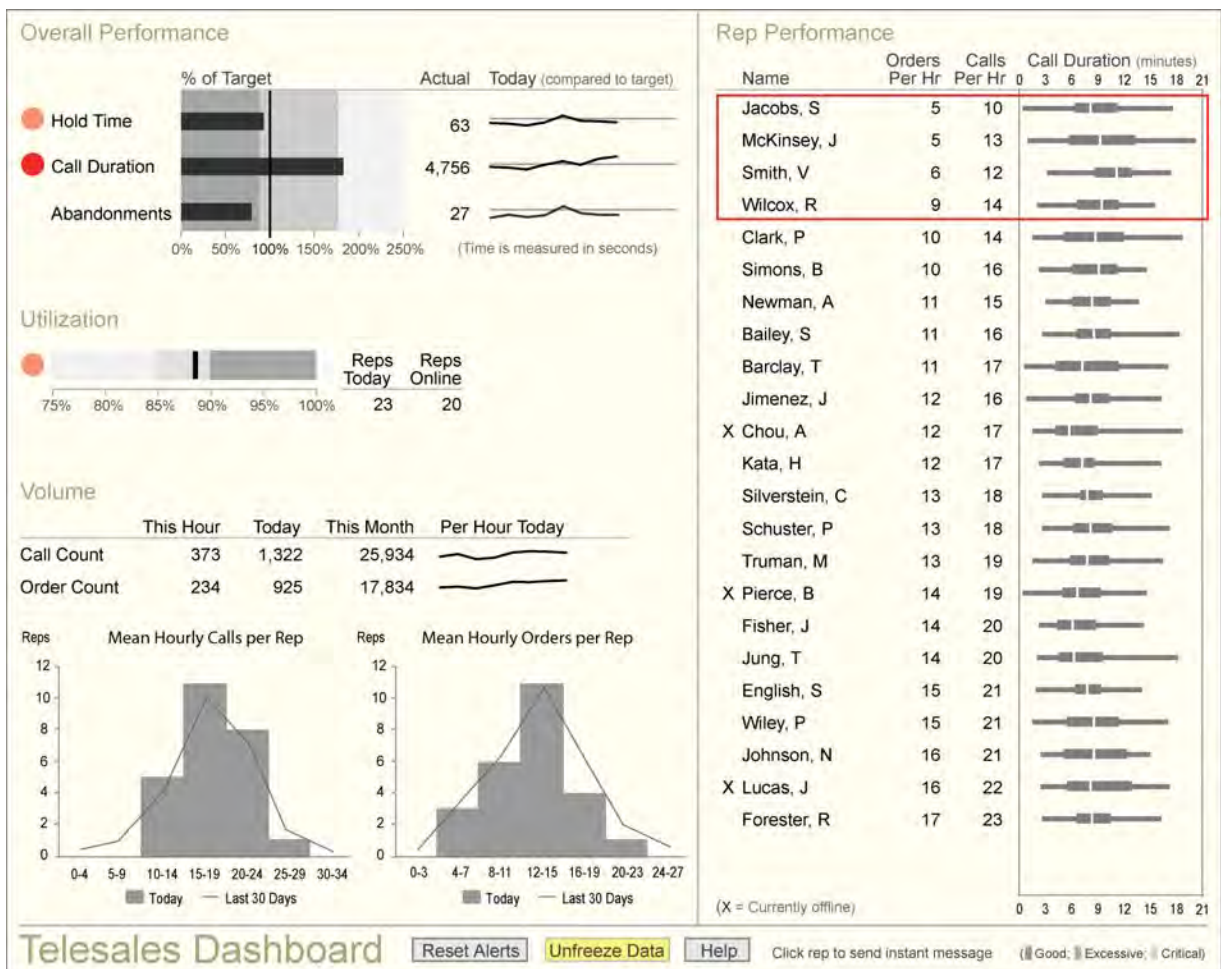 Overall Performance
% of Target Actual Today (compared to target)
Hold Time 63
Call Duration 4,756
Abandonments 27
0% 50% 100% 150% 200% 250% (Time is measured in seconds)
Utilization
Reps Today Reps Online
75% 80% 85% 90% 95% 100% 23 20
Volume
This Hour Today This Month Per Hour Today
Call Count 373 1,322 25,934
Order Count 234 925 17,834
Reps Mean Hourly Calls per Rep
12
10
8
6
4
2
0
0-4 5-9 10-14 15-19 20-24 25-29 30-34
Today Last 30 Days
Reps Mean Hourly Orders per Rep
12
10
8
6
4
2
0
0-3 4-7 8-11 12-15 16-19 20-23 24-27
Today Last 30 Days
Rep Performance
Name Orders Per Hr Calls Per Hr Call Duration (minutes)
0 3 6 9 12 15 18 21
Jacobs, S 5 10
McKinsey, J 5 13
Smith, V 6 12
Wilcox, R 9 14
Clark, P 10 14
Simons, B 10 16
Newman, A 11 15
Bailey, S 11 16
Barclay, T 11 17
Jimenez, J 12 16
X Chou, A 12 17
Kata, H 12 17
Silverstein, C 13 18
Schuster, P 13 18
Truman, M 13 19
X Pierce, B 14 19
Fisher, J 14 20
Jung, T 14 20
English, S 15 21
Wiley, P 15 21
Johnson, N 16 21
X Lucas, J 16 22
Forester, R 17 23
(X = Currently offline) 0 3 6 9 12 15 18 21
Telesales Dashboard Reset Alerts Unfreeze Data Help Click rep to send instant message (Good; Excessive; Critical)